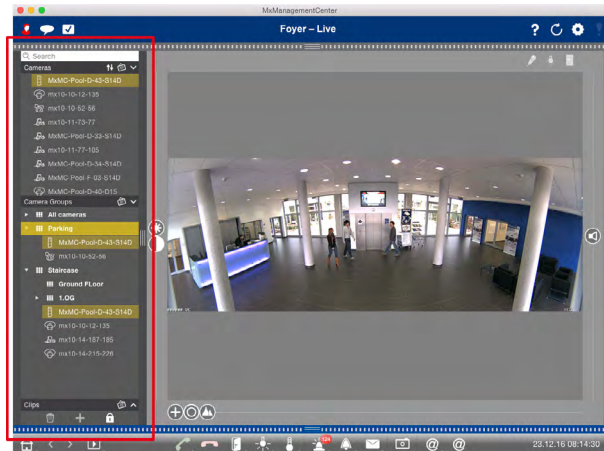 MxManagementCenter
Foyer – Live
?
Search
Cameras
MxMC-Pool-D-43-S14D
mx10-10-12-135
mx10-10-52-56
mx10-11-73-77
MxMC-Pool-D-33-S14D
mx10-11-77-105
MxMC-Pool-D-34-S14D
MxMC-Pool-F-03-S14D
MxMC-Pool-D-40-D15
Camera Groups
All cameras
Parking
MxMC-Pool-D-43-S14D
mx10-10-52-56
Staircase
Ground FLoor
1.OG
MxMC-Pool-D-43-S14D
mx10-10-12-135
mx10-14-187-185
mx10-14-215-226
Clips
124
@ @
23.12.16 08:14:30